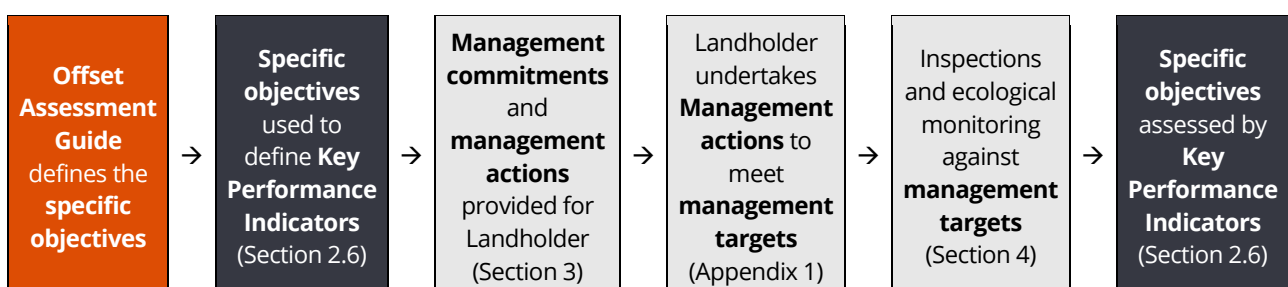 Offset
Assessment
Guide
defines the
specific
objectives
→
Specific
objectives
used to
define Key
Performance
Indicators
(Section 2.6)
→
Management
commitments
and
management
actions
provided for
Landholder
(Section 3)
→
Landholder
undertakes
Management
actions to
meet
management
targets
(Appendix 1)
→
Inspections
and ecological
monitoring
against
management
targets
(Section 4)
→
Specific
objectives
assessed by
Key
Performance
Indicators
(Section 2.6)